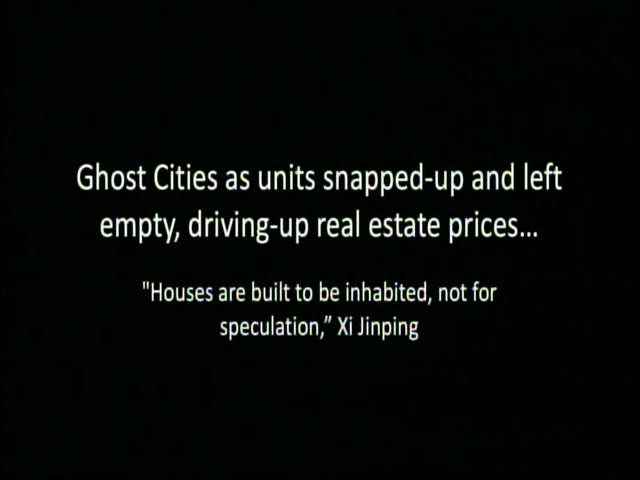 Ghost Cities as units snapped-up and left
empty, driving-up real estate prices...
"Houses are built to be inhabited, not for
speculation,” Xi Jinping